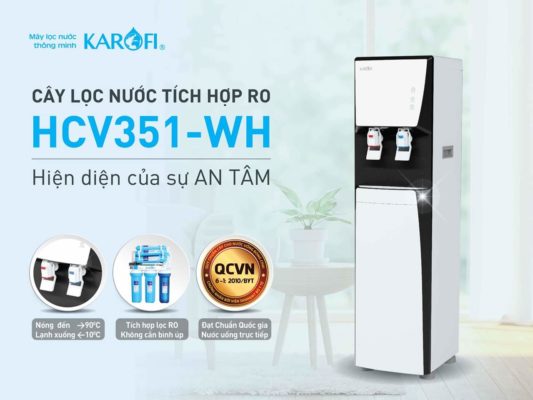 Máy lọc nước
thông minh
KAROFI®
CÂY LỌC NƯỚC TÍCH HỢP RO
HCV351-WH
Hiện diện của sự AN TÂM
QCVN
6-1: 2010/BYT
Nóng đến →90°C
Lạnh xuống ←10°C
Tích hợp lọc RO
Không cần bình úp
Đạt Chuẩn Quốc gia
Nước uống trực tiếp